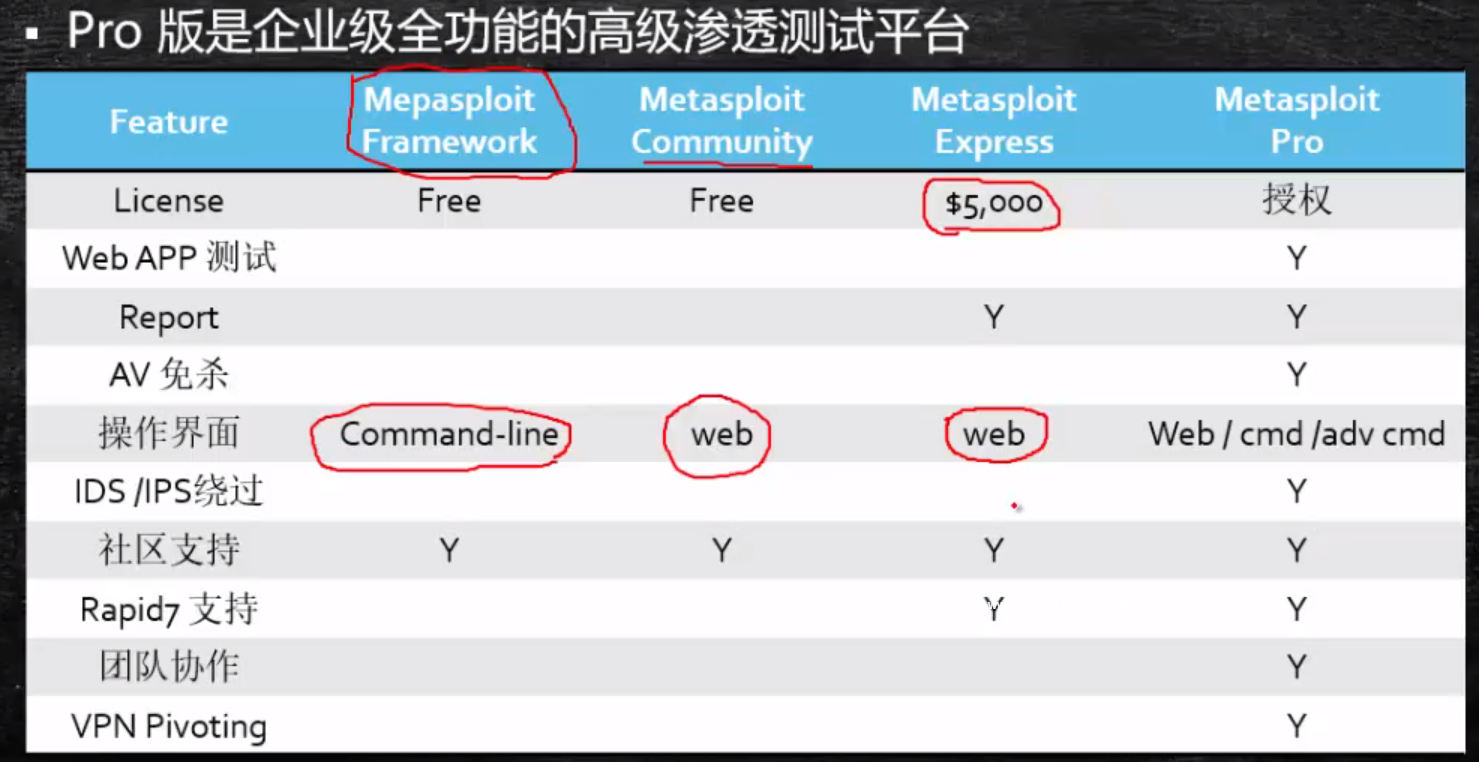 ▪ Pro 版是企业级全功能的高级渗透测试平台
Feature Mepasploit Framework Metasploit Community Metasploit Express Metasploit Pro
License Free Free $5,000 授权
Web APP 测试 Y
Report Y Y
AV 免杀 Y
操作界面 Command-line web web Web / cmd /adv cmd
IDS /IPS绕过 Y
社区支持 Y Y Y Y
Rapid7 支持 Y Y
团队协作 Y
VPN Pivoting Y